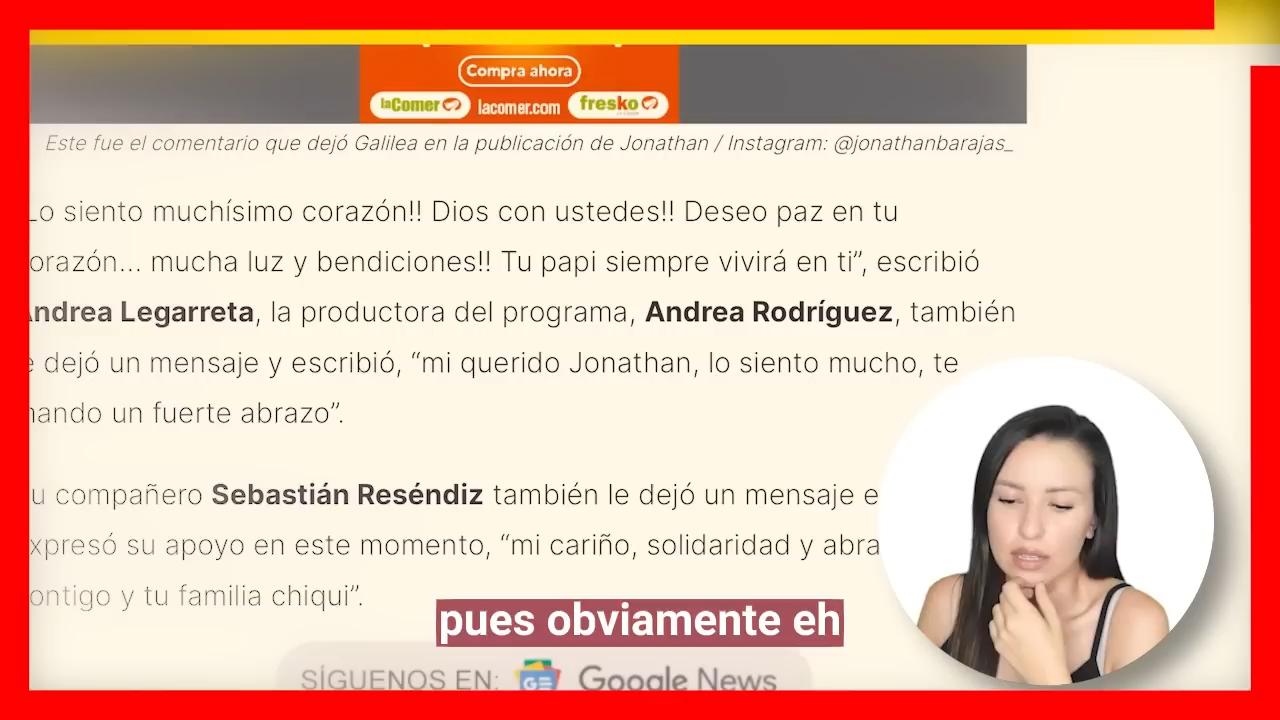 Compra ahora
laComer lacomer.com fresko
Este fue el comentario que dejó Galilea en la publicación de Jonathan / Instagram: @jonathanbarajas_
Lo siento muchísimo corazón!! Dios con ustedes!! Deseo paz en tu
orazón... mucha luz y bendiciones!! Tu papi siempre vivirá en ti”, escribió
Andrea Legarreta, la productora del programa, Andrea Rodríguez, también
e dejó un mensaje y escribió, “mi querido Jonathan, lo siento mucho, te
mando un fuerte abrazo”.
u compañero Sebastián Reséndiz también le dejó un mensaje e
xpresó su apoyo en este momento, “mi cariño, solidaridad y abra
ontigo y tu familia chiqui”.
pues obviamente eh
SÍGUENOS EN: GE Google News